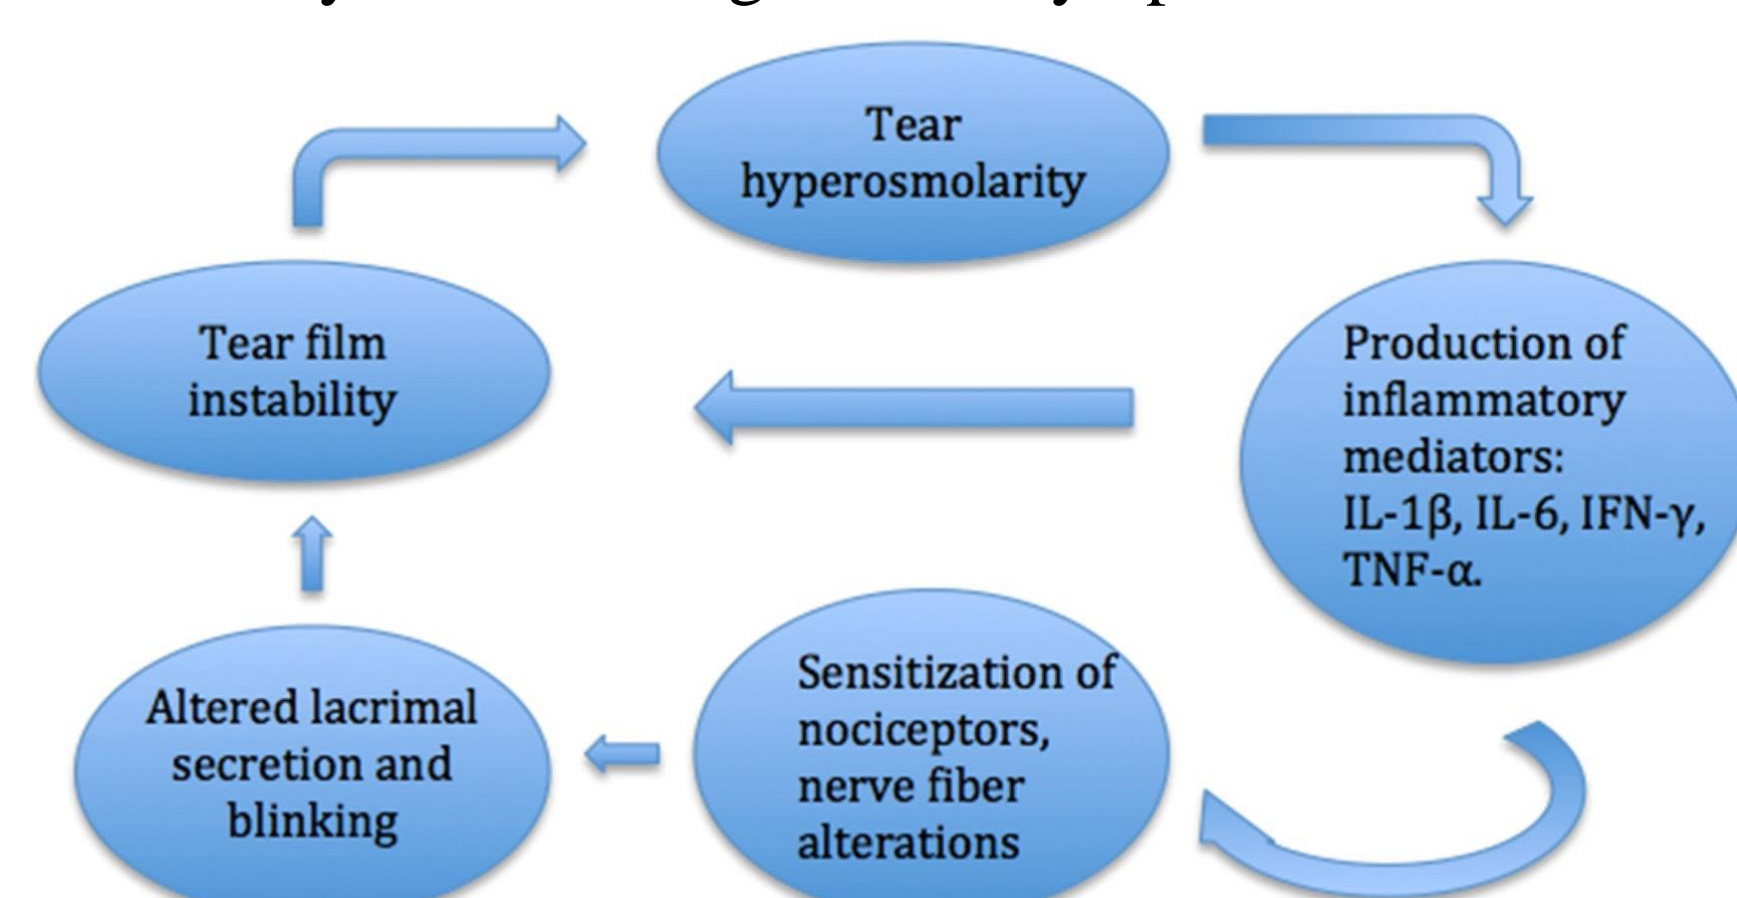 Tear
hyperosmolarity
Tear film
instability
Production of
inflammatory
mediators:
IL-1β, IL-6, IFN-γ,
TNF-α.
Altered lacrimal
secretion and
blinking
Sensitization of
nociceptors,
nerve fiber
alterations